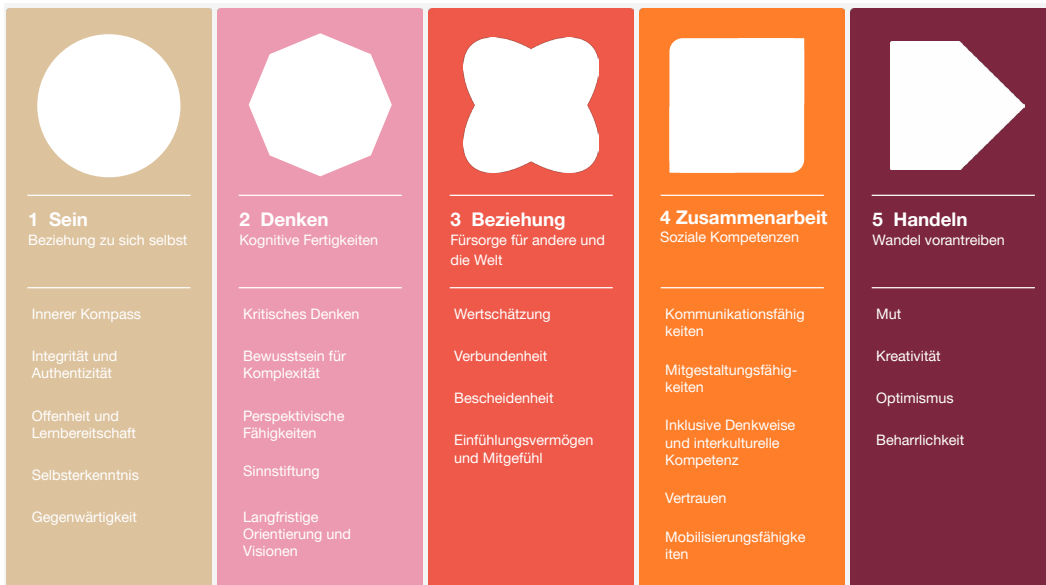 1 Sein
Beziehung zu sich selbst
Innerer Kompass
Integrität und
Authentizität
Offenheit und
Lernbereitschaft
Selbsterkenntnis
Gegenwärtigkeit
2 Denken
Kognitive Fertigkeiten
Kritisches Denken
Bewusstsein für
Komplexität
Perspektivische
Fähigkeiten
Sinnstiftung
Langfristige
Orientierung und
Visionen
3 Beziehung
Fürsorge für andere und
die Welt
Wertschätzung
Verbundenheit
Bescheidenheit
Einfühlungsvermögen
und Mitgefühl
4 Zusammenarbeit
Soziale Kompetenzen
Kommunikationsfähig
keiten
Mitgestaltungsfähig-
keiten
Inklusive Denkweise
und interkulturelle
Kompetenz
Vertrauen
Mobilisierungsfähigke
iten
5 Handeln
Wandel vorantreiben
Mut
Kreativität
Optimismus
Beharrlichkeit